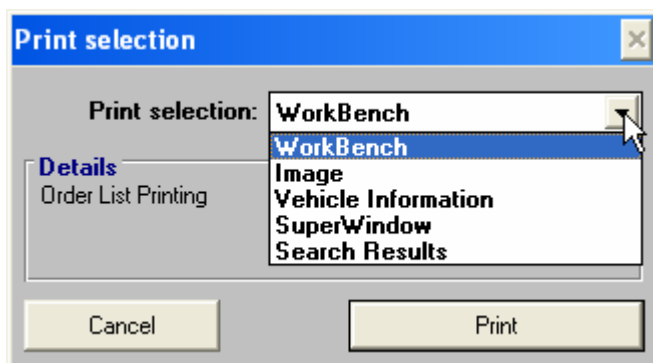 Print selection
Print selection: WorkBench
WorkBench
Image
Vehicle Information
SuperWindow
Search Results
Details
Order List Printing
Cancel
Print